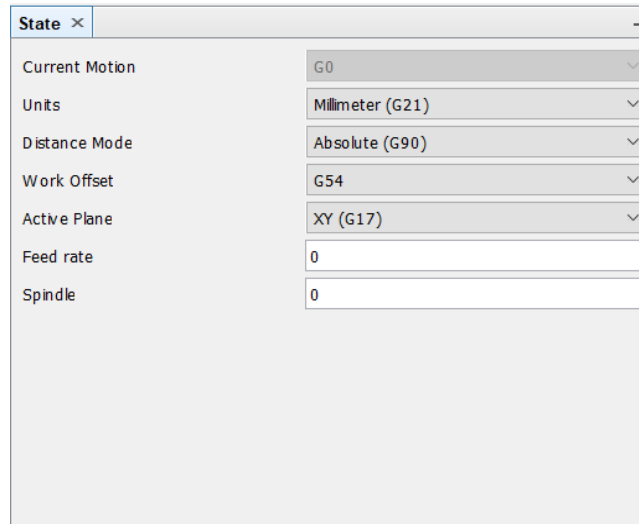 State
Current Motion G0
Units Millimeter (G21)
Distance Mode Absolute (G90)
Work Offset G54
Active Plane XY (G17)
Feed rate 0
Spindle 0